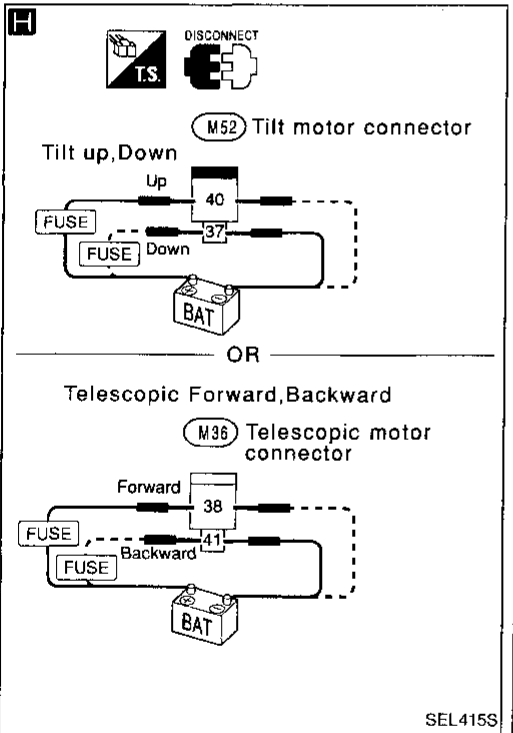 H
DISCONNECT
T.S.
M52 Tilt motor connector
Tilt up,Down
Up
40
FUSE
37
FUSE
Down
BAT
OR
Telescopic Forward,Backward
M36 Telescopic motor
connector
Forward
38
FUSE
41
Backward
FUSE
BAT
SEL415S